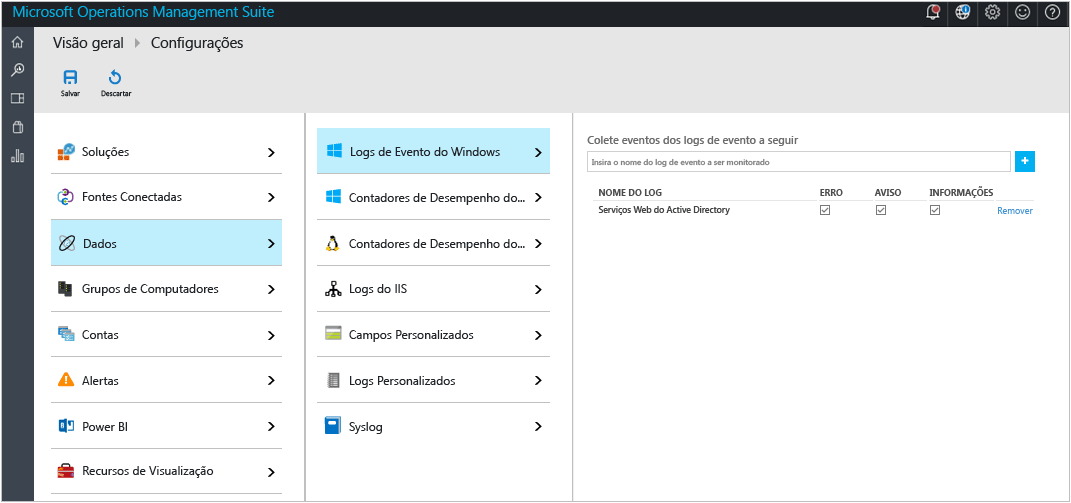 Microsoft Operations Management Suite
Visão geral Configurações
Salvar Descartar
Soluções
Fontes Conectadas
Dados
Grupos de Computadores
Contas
Alertas
Power BI
Recursos de Visualização
Logs de Evento do Windows
Contadores de Desempenho do...
Contadores de Desempenho do...
Logs do IIS
Campos Personalizados
Logs Personalizados
Syslog
Colete eventos dos logs de evento a seguir
Insira o nome do log de evento a ser monitorado
NOME DO LOG ERRO AVISO INFORMAÇÕES
Serviços Web do Active Directory Remover